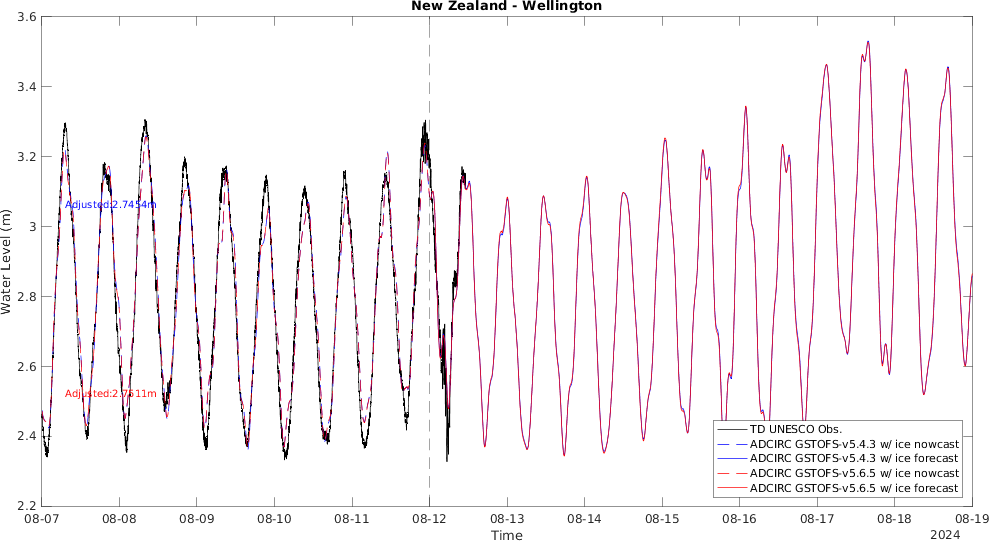 New Zealand - Wellington
3.6
3.4
3.2
3
2.8
2.6
2.4
2.2
Water Level (m)
Adjusted:2.7454m
Adjusted:2.7511m
TD UNESCO Obs.
ADCIRC GSTOFS-v5.4.3 w/ ice nowcast
ADCIRC GSTOFS-v5.4.3 w/ ice forecast
ADCIRC GSTOFS-v5.6.5 w/ ice nowcast
ADCIRC GSTOFS-v5.6.5 w/ ice forecast
08-07 08-08 08-09 08-10 08-11 08-12 08-13 08-14 08-15 08-16 08-17 08-18 08-19
Time
2024